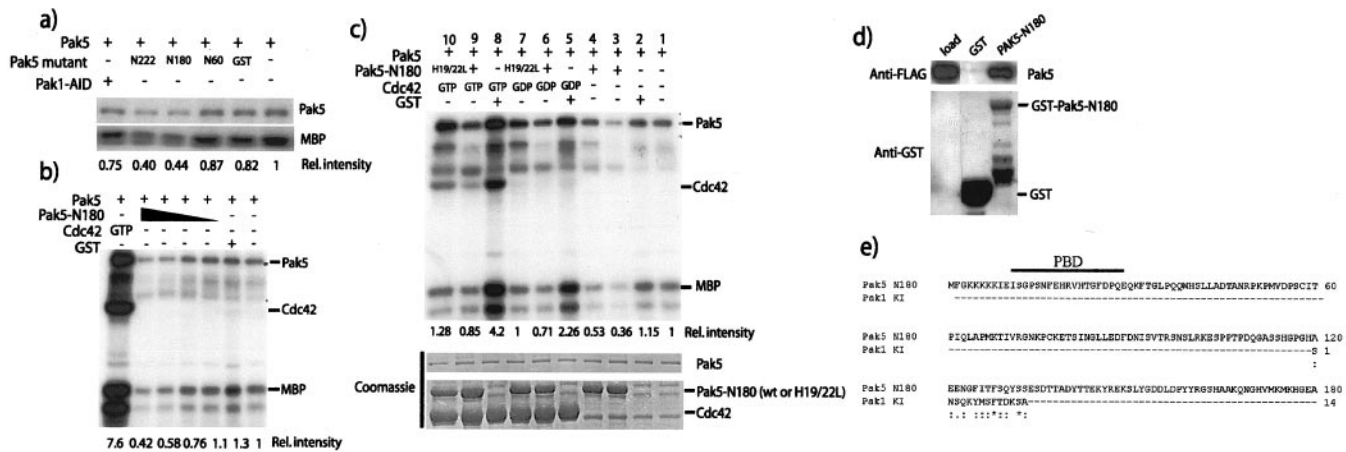 a)
Pak5 + + + + + +
Pak5 mutant - N222 N180 N60 GST -
Pak1-AID + - - - - -
Pak5
MBP
0.75 0.40 0.44 0.87 0.82 1 Rel. intensity
b)
Pak5 + + + + + + +
Pak5-N180 - - -
Cdc42 GTP - - - - - -
GST - - - - - + -
Pak5
Cdc42
MBP
7.6 0.42 0.58 0.76 1.1 1.3 1 Rel. intensity
c)
10 9 8 7 6 5 4 3 2 1
Pak5 + + + + + + + + + +
Pak5-N180 H19/22L + - H19/22L + - + + - -
Cdc42 GTP GTP GTP GDP GDP GDP - - - -
GST - - + - - + - - + -
Pak5
Cdc42
MBP
1.28 0.85 4.2 1 0.71 2.26 0.53 0.36 1.15 1 Rel. intensity
Coomassie
Pak5
Pak5-N180 (wt or H19/22L)
Cdc42
d)
load GST PAK5-N180
Anti-FLAG Pak5
Anti-GST
GST-Pak5-N180
GST
e)
PBD
Pak5 N180 MFGKKKKKIEISGPSNFEHRVHTGFDPQEQKFTGLPQQWHSLLADTANRPKPMVDPSCIT 60
Pak1 KI ------------------------------------------------------------
Pak5 N180 PIQLAPMKTIVRGNKPCKETSINGLLEDFDNISVTRSNSLRKESPPTPDQGASSHGPGHA 120
Pak1 KI -----------------------------------------------------------S 1
:
Pak5 N180 EENGFITFSQYSSESDTTADYTTEKYREKSLYGDDLDPYYRGSHAAKQNGHVMKMKHGEA 180
Pak1 KI NSQKYMSFTDKSA----------------------------------------------- 14
:.: :::*:: *: